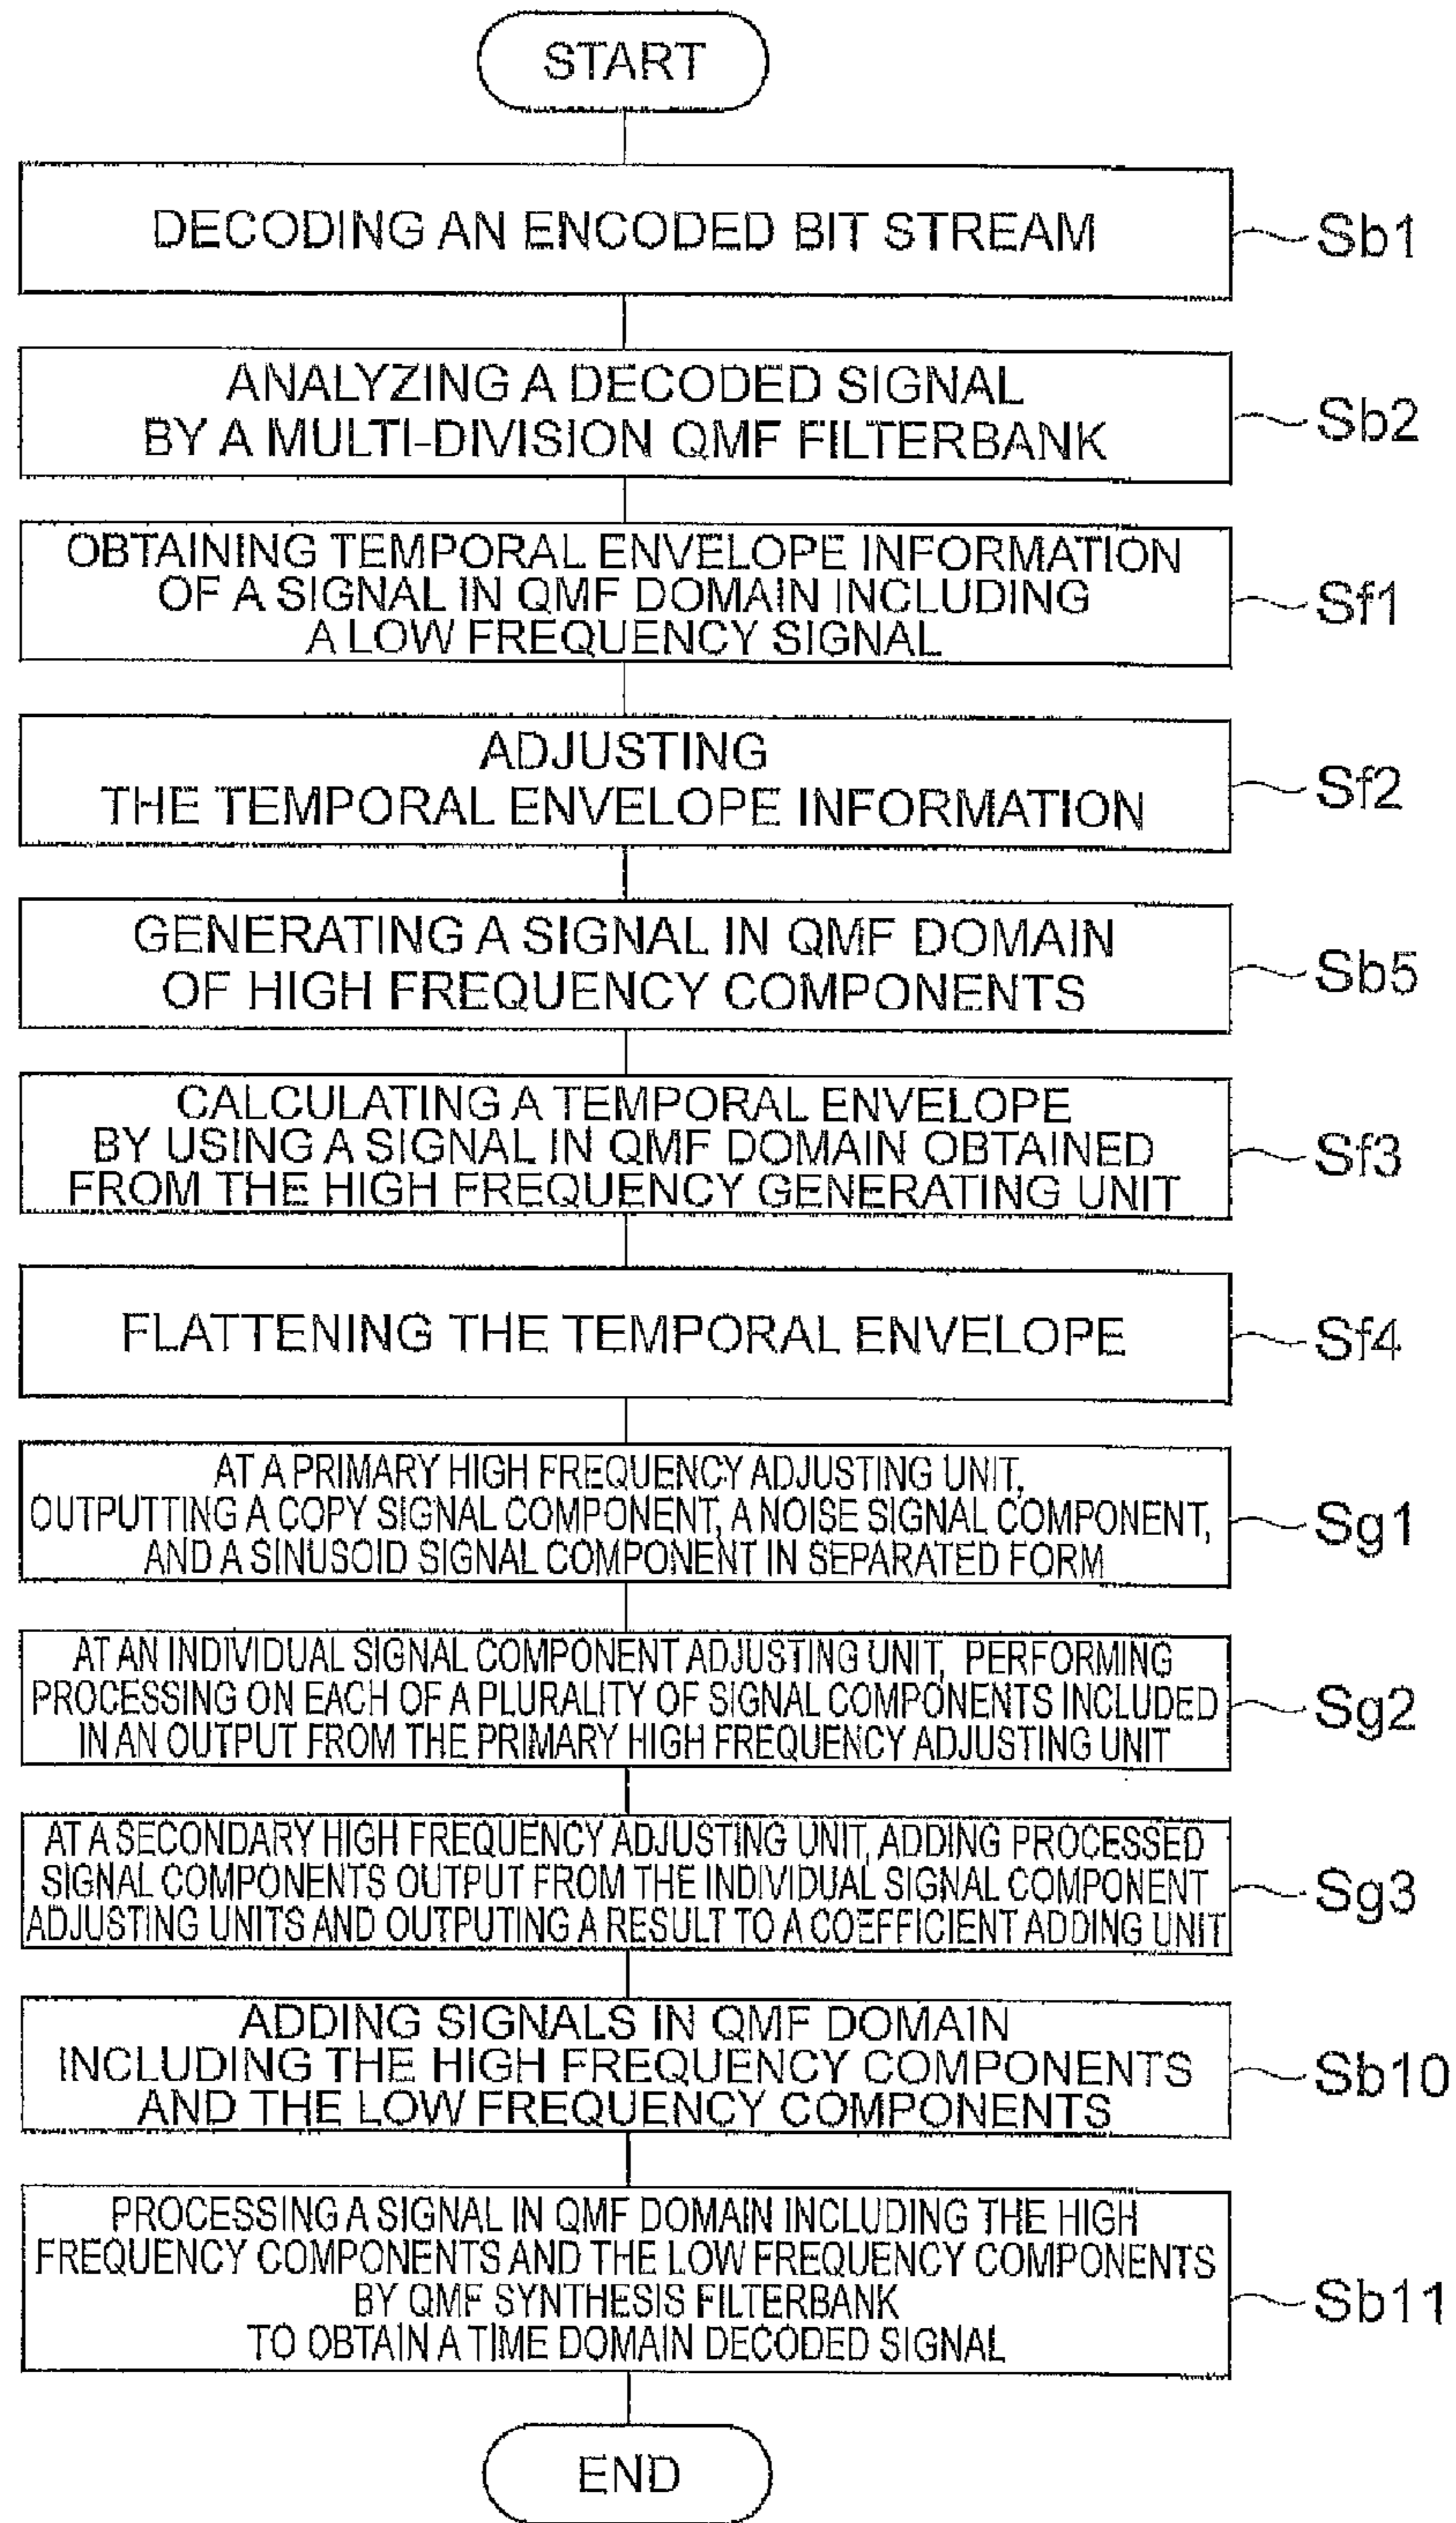 START
DECODING AN ENCODED BIT STREAM
Sb1
ANALYZING A DECODED SIGNAL
BY A MULTI-DIVISION QMF FILTERBANK
Sb2
OBTAINING TEMPORAL ENVELOPE INFORMATION
OF A SIGNAL IN QMF DOMAIN INCLUDING
A LOW FREQUENCY SIGNAL
Sf1
ADJUSTING
THE TEMPORAL ENVELOPE INFORMATION
Sf2
GENERATING A SIGNAL IN QMF DOMAIN
OF HIGH FREQUENCY COMPONENTS
Sb5
CALCULATING A TEMPORAL ENVELOPE
BY USING A SIGNAL IN QMF DOMAIN OBTAINED
FROM THE HIGH FREQUENCY GENERATING UNIT
Sf3
FLATTENING THE TEMPORAL ENVELOPE
Sf4
AT A PRIMARY HIGH FREQUENCY ADJUSTING UNIT,
OUTPUTTING A COPY SIGNAL COMPONENT, A NOISE SIGNAL COMPONENT,
AND A SINUSOID SIGNAL COMPONENT IN SEPARATED FORM
Sg1
AT AN INDIVIDUAL SIGNAL COMPONENT ADJUSTING UNIT, PERFORMING
PROCESSING ON EACH OF A PLURALITY OF SIGNAL COMPONENTS INCLUDED
IN AN OUTPUT FROM THE PRIMARY HIGH FREQUENCY ADJUSTING UNIT
Sg2
AT A SECONDARY HIGH FREQUENCY ADJUSTING UNIT, ADDING PROCESSED
SIGNAL COMPONENTS OUTPUT FROM THE INDIVIDUAL SIGNAL COMPONENT
ADJUSTING UNITS AND OUTPUTING A RESULT TO A COEFFICIENT ADDING UNIT
Sg3
ADDING SIGNALS IN QMF DOMAIN
INCLUDING THE HIGH FREQUENCY COMPONENTS
AND THE LOW FREQUENCY COMPONENTS
Sb10
PROCESSING A SIGNAL IN QMF DOMAIN INCLUDING THE HIGH
FREQUENCY COMPONENTS AND THE LOW FREQUENCY COMPONENTS
BY QMF SYNTHESIS FILTERBANK
TO OBTAIN A TIME DOMAIN DECODED SIGNAL
Sb11
END